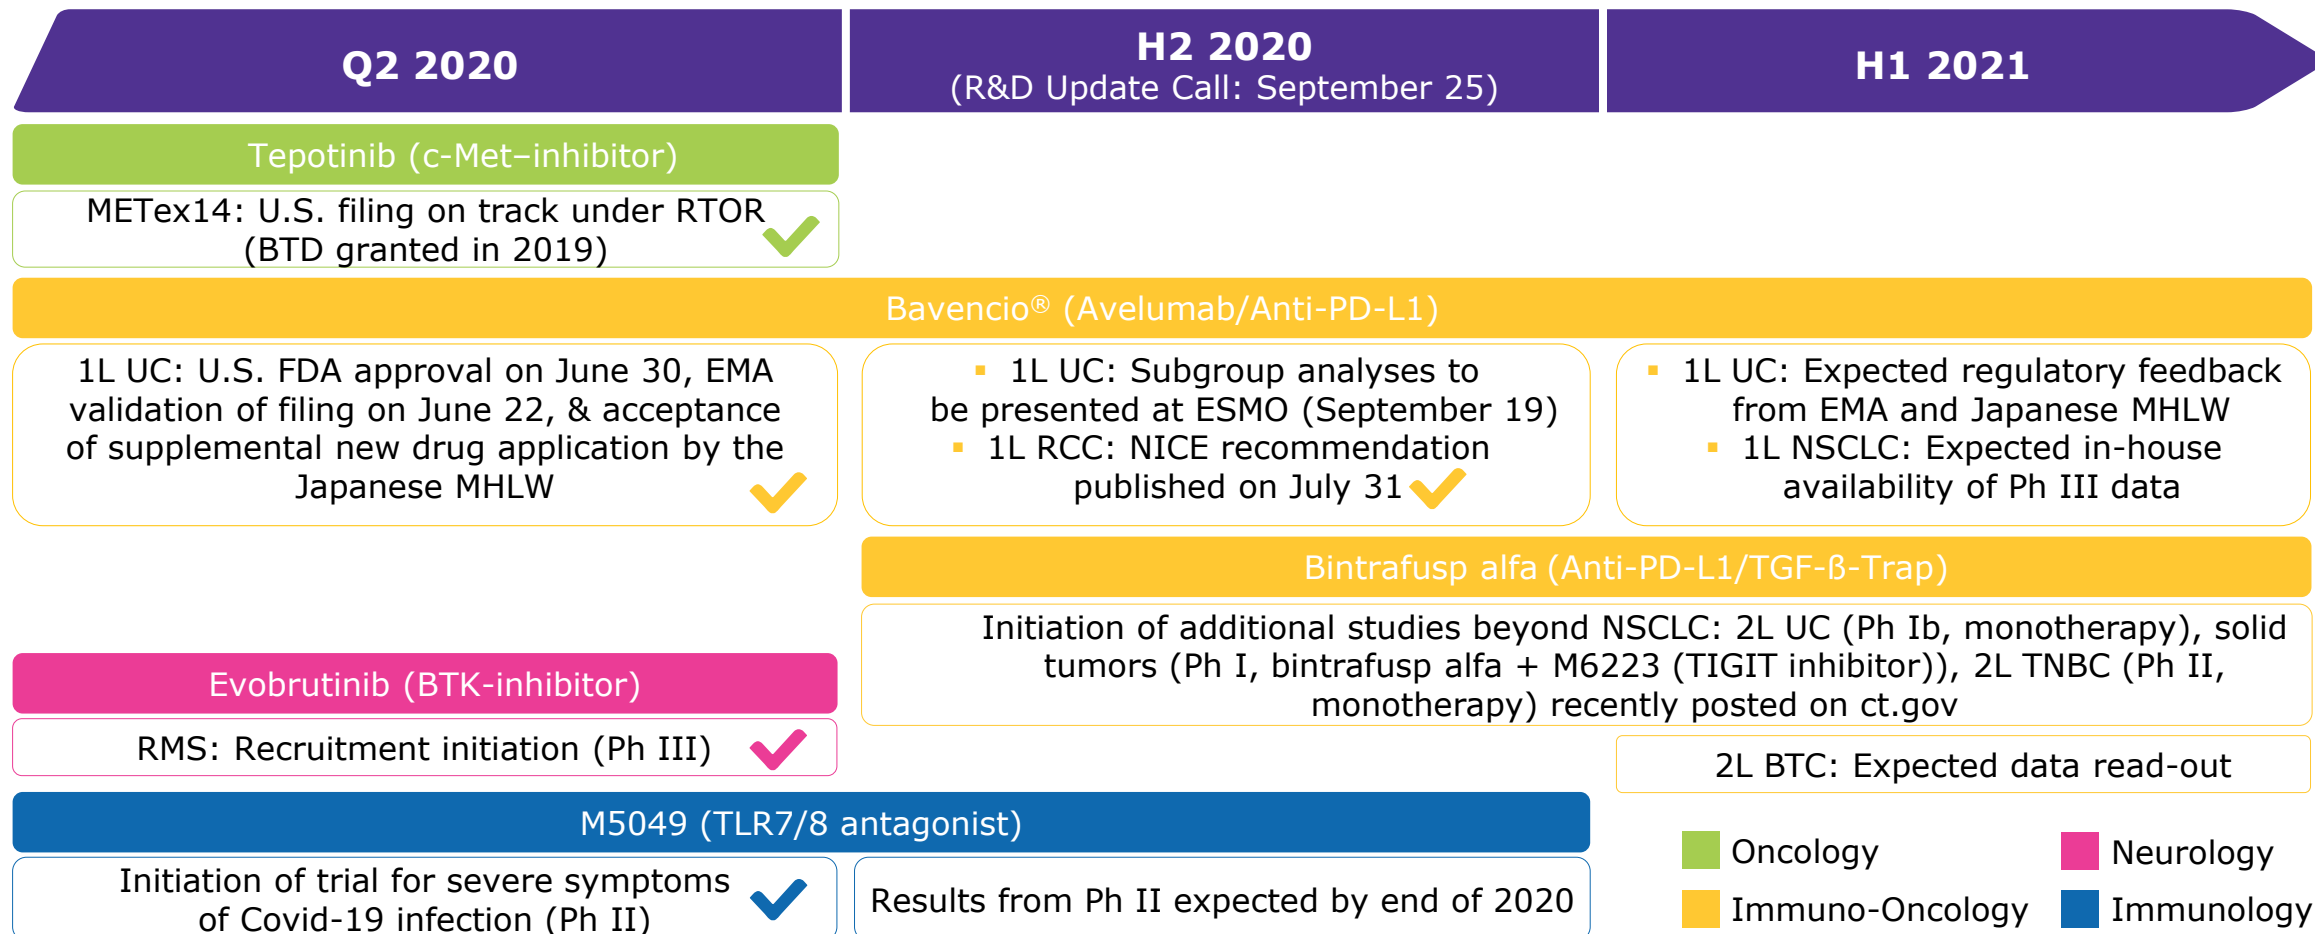 Q2 2020
H2 2020
(R&D Update Call: September 25)
H1 2021
Tepotinib (c-Met–inhibitor)
METex14: U.S. filing on track under RTOR
(BTD granted in 2019)
Bavencio® (Avelumab/Anti-PD-L1)
1L UC: U.S. FDA approval on June 30, EMA
validation of filing on June 22, & acceptance
of supplemental new drug application by the
Japanese MHLW
▪ 1L UC: Subgroup analyses to
be presented at ESMO (September 19)
▪ 1L RCC: NICE recommendation
published on July 31
▪ 1L UC: Expected regulatory feedback
from EMA and Japanese MHLW
▪ 1L NSCLC: Expected in-house
availability of Ph III data
Bintrafusp alfa (Anti-PD-L1/TGF-ß-Trap)
Initiation of additional studies beyond NSCLC: 2L UC (Ph Ib, monotherapy), solid
tumors (Ph I, bintrafusp alfa + M6223 (TIGIT inhibitor)), 2L TNBC (Ph II,
monotherapy) recently posted on ct.gov
Evobrutinib (BTK-inhibitor)
RMS: Recruitment initiation (Ph III)
2L BTC: Expected data read-out
M5049 (TLR7/8 antagonist)
Initiation of trial for severe symptoms
of Covid-19 infection (Ph II)
Results from Ph II expected by end of 2020
Oncology
Neurology
Immuno-Oncology
Immunology